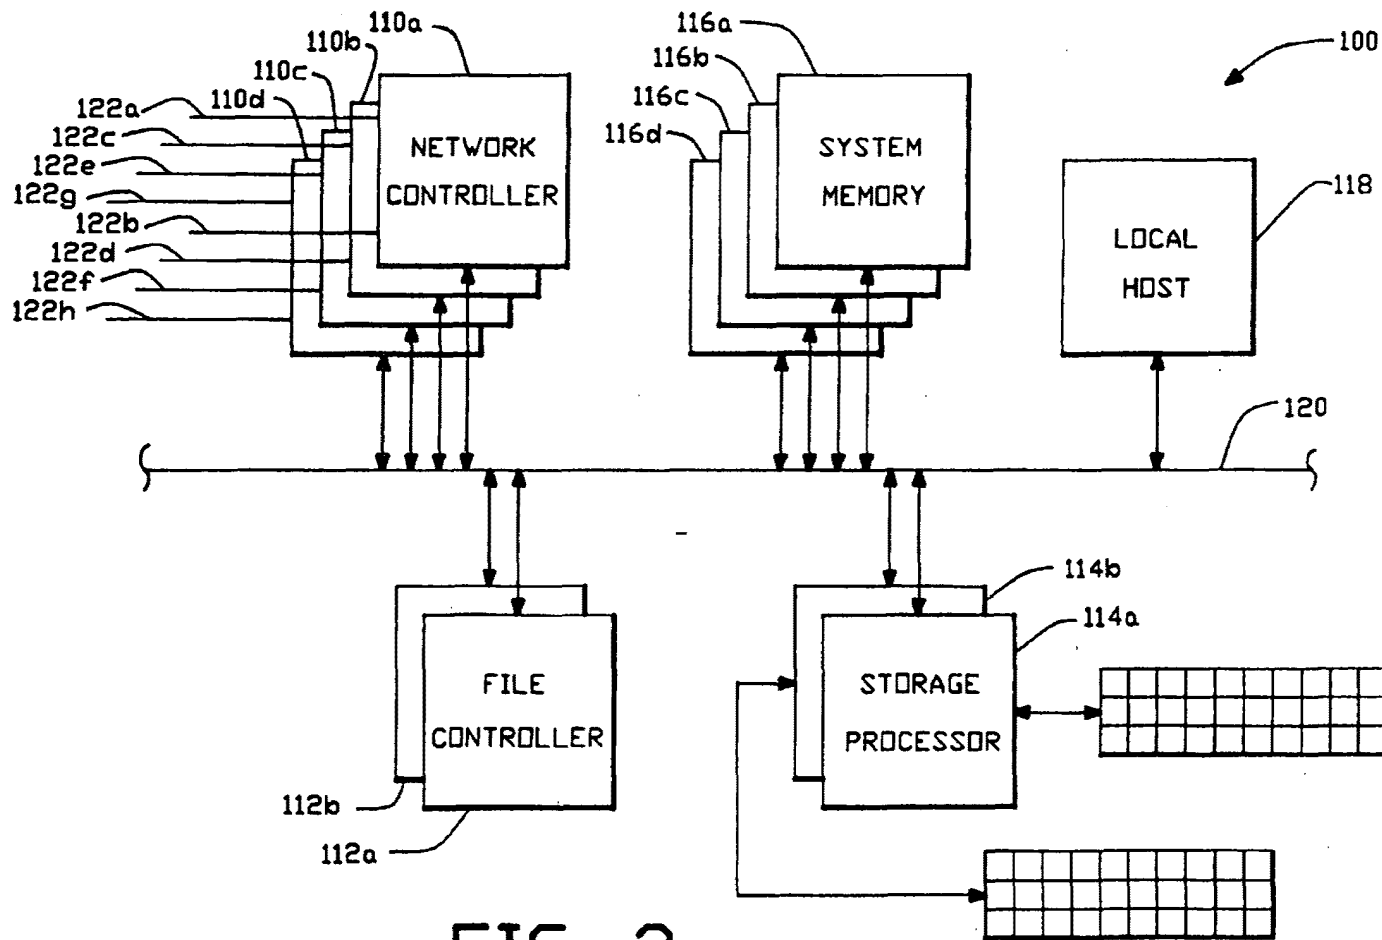 110a
110b
110c
110d
122a
122c
122e
122g
122b
122d
122f
122h
NETWORK
CONTROLLER
116a
116b
116c
116d
SYSTEM
MEMORY
100
118
LOCAL
HOST
120
112b
112a
FILE
CONTROLLER
114b
114a
STORAGE
PROCESSOR